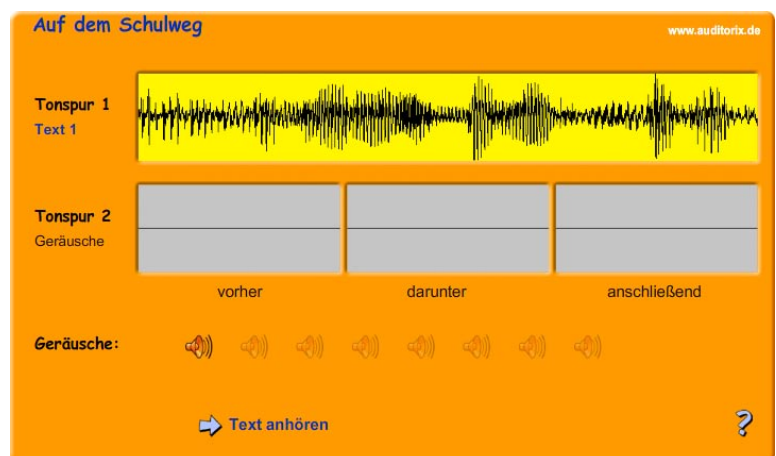 Auf dem Schulweg
www.auditorix.de
Tonspur 1
Text 1
Tonspur 2
Geräusche
vorher darunter anschließend
Geräusche:
Text anhören
?